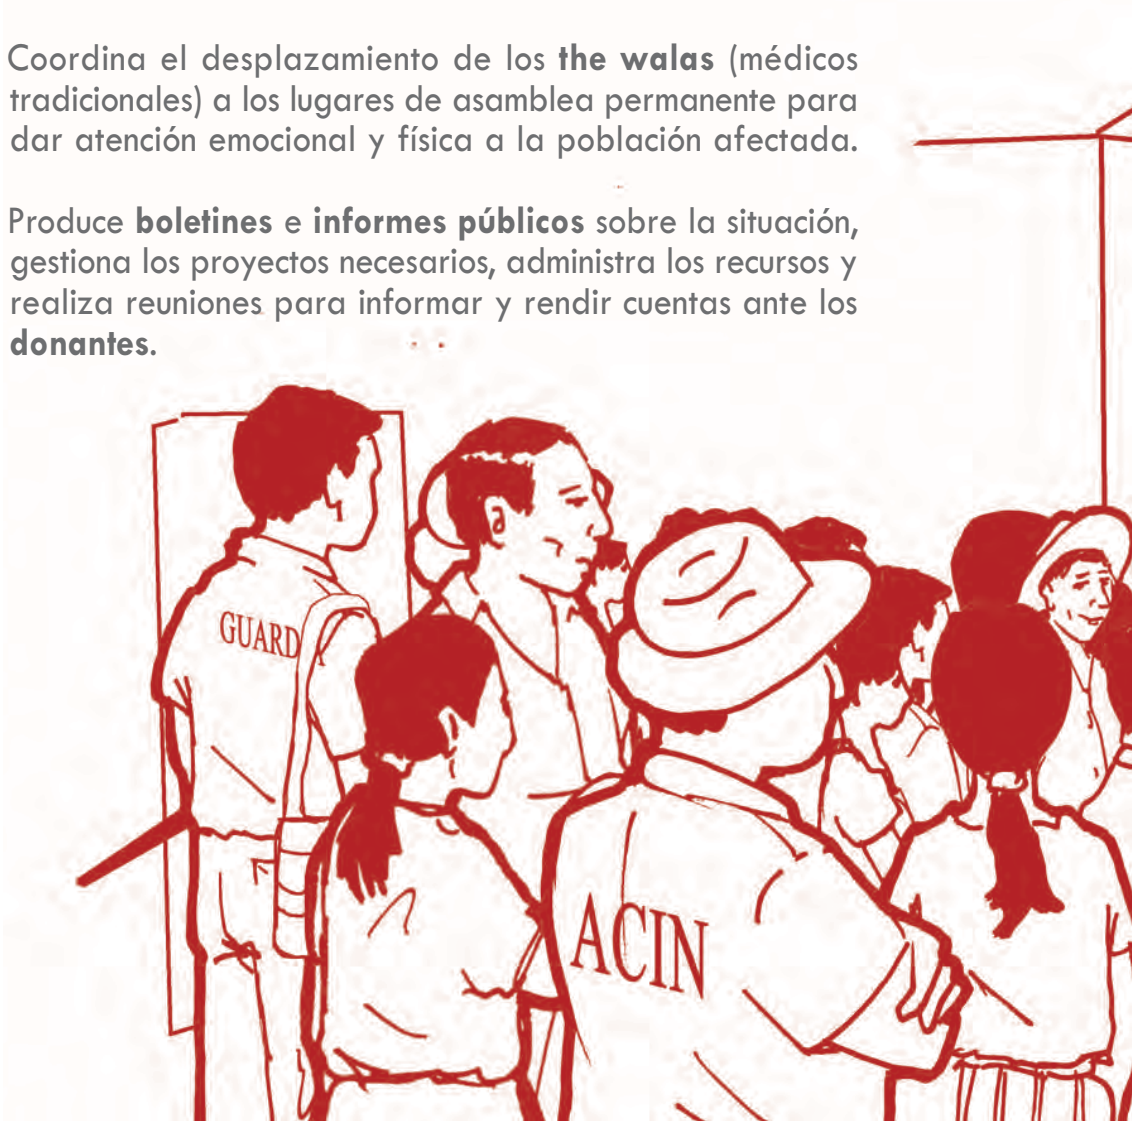 Coordina el desplazamiento de los the walas (médicos
tradicionales) a los lugares de asamblea permanente para
dar atención emocional y física a la población afectada.
Produce boletines e informes públicos sobre la situación,
gestiona los proyectos necesarios, administra los recursos y
realiza reuniones para informar y rendir cuentas ante los
donantes.
GUARD A
ACIN